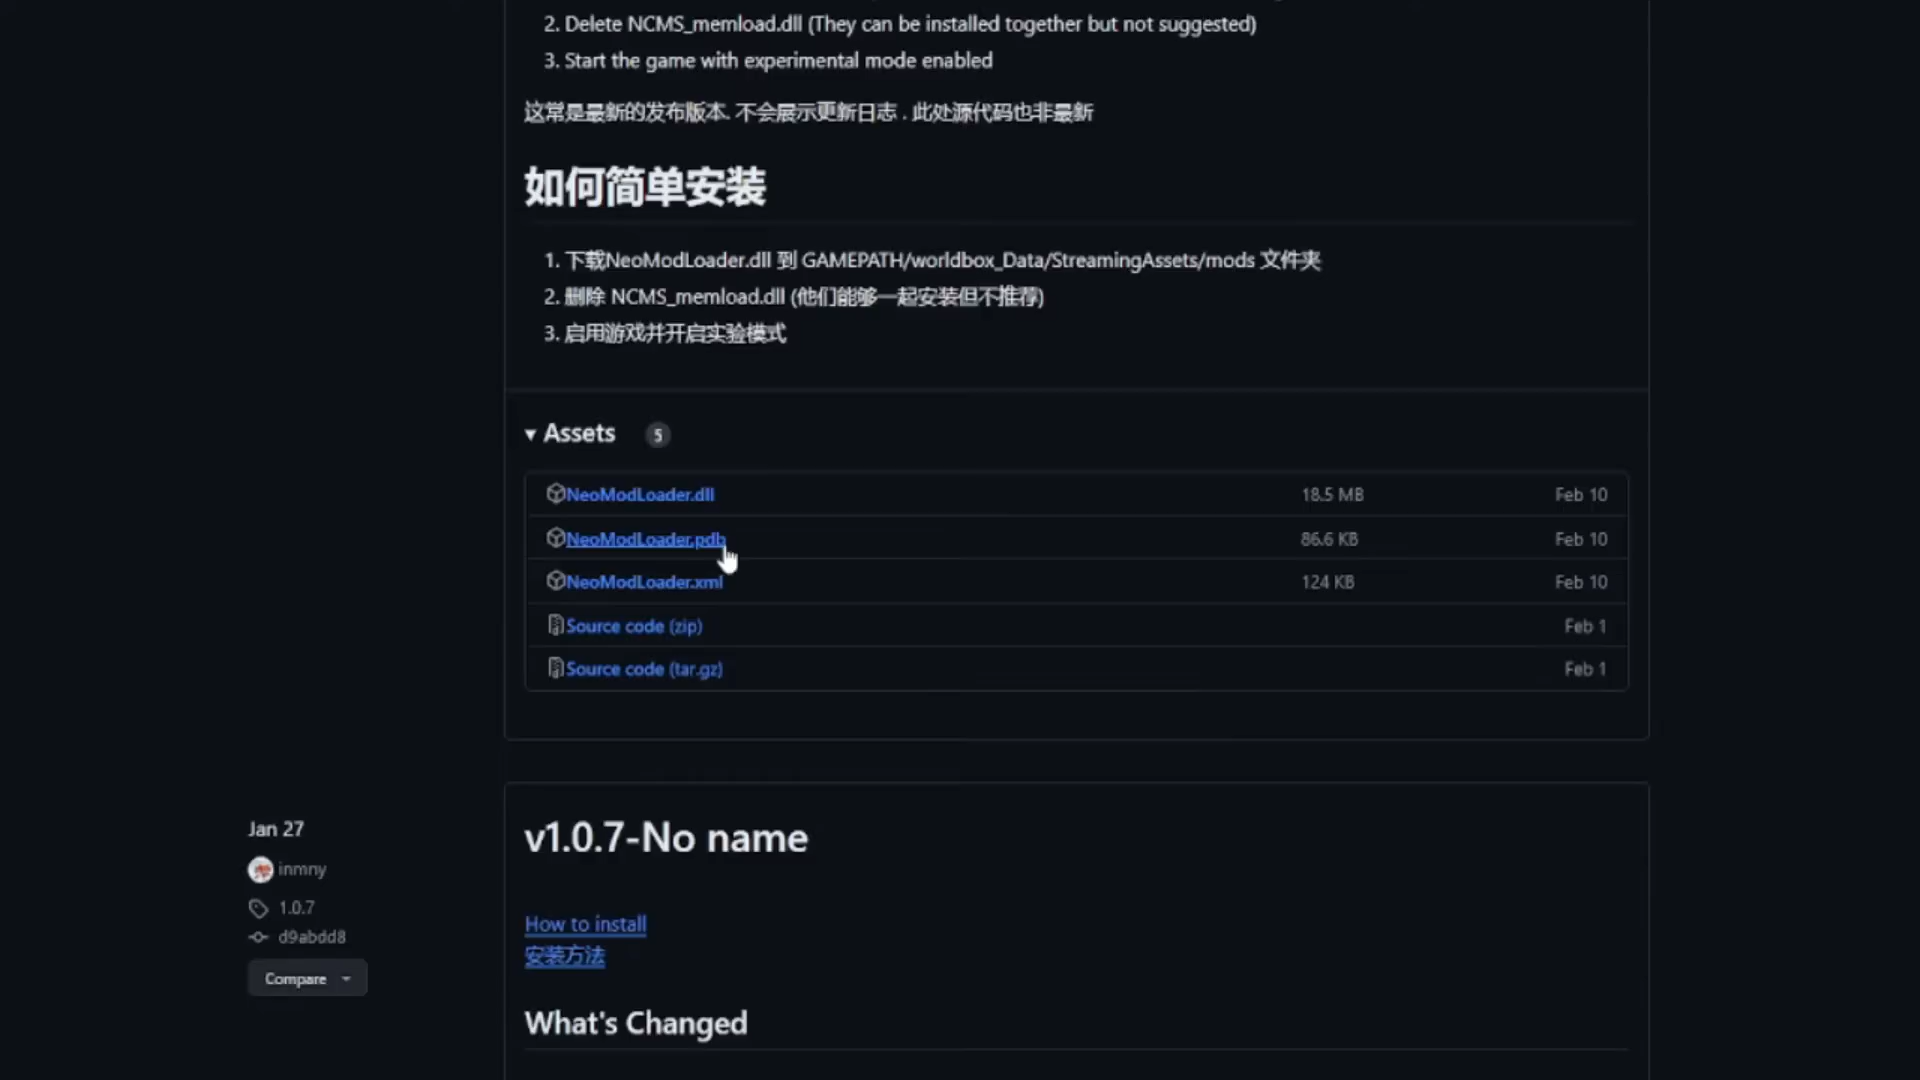 2. Delete NCMS_memload.dll (They can be installed together but not suggested)
3. Start the game with experimental mode enabled
这常是最新的发布版本. 不会展示更新日志 . 此处源代码也非最新
如何简单安装
1. 下载NeoModLoader.dll 到 GAMEPATH/worldbox_Data/StreamingAssets/mods 文件夹
2. 删除 NCMS_memload.dll (他们能够一起安装但不推荐)
3. 启用游戏并开启实验模式
Assets 5
NeoModLoader.dll 18.5 MB Feb 10
NeoModLoader.pdb 86.6 KB Feb 10
NeoModLoader.xml 124 KB Feb 10
Source code (zip) Feb 1
Source code (tar.gz) Feb 1
Jan 27
inmny
1.0.7
d9abdd8
Compare
v1.0.7-No name
How to install
安装方法
What's Changed